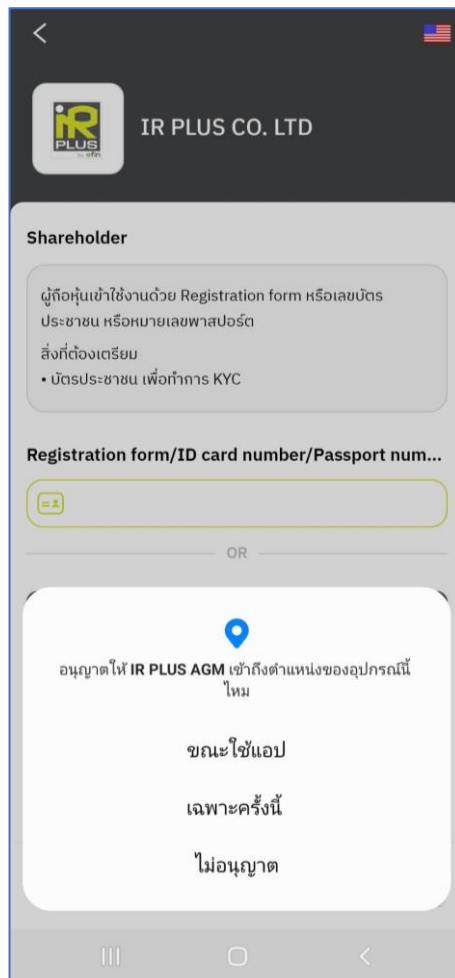 IR PLUS CO. LTD
iR
PLUS
by efin
Shareholder
ผู้ถือหุ้นเข้าใช้งานด้วย Registration form หรือเลขบัตร
ประชาชน หรือหมายเลขพาสปอร์ต
สิ่งที่ต้องเตรียม
• บัตรประชาชน เพื่อทำการ KYC
Registration form/ID card number/Passport num...
OR
อนุญาตให้ IR PLUS AGM เข้าถึงตำแหน่งของอุปกรณ์นี้
ไหม
ขณะใช้แอป
เฉพาะครั้งนี้
ไม่อนุญาต